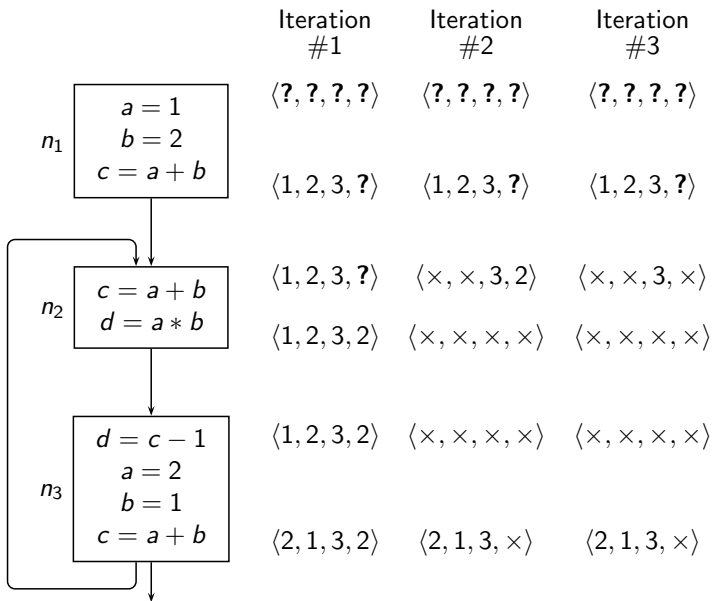 Iteration #1 Iteration #2 Iteration #3
a = 1 ⟨?, ?, ?, ?⟩ ⟨?, ?, ?, ?⟩ ⟨?, ?, ?, ?⟩
n₁ b = 2
c = a + b ⟨1, 2, 3, ?⟩ ⟨1, 2, 3, ?⟩ ⟨1, 2, 3, ?⟩
c = a + b ⟨1, 2, 3, ?⟩ ⟨×, ×, 3, 2⟩ ⟨×, ×, 3, ×⟩
n₂ d = a ∗ b ⟨1, 2, 3, 2⟩ ⟨×, ×, ×, ×⟩ ⟨×, ×, ×, ×⟩
d = c − 1 ⟨1, 2, 3, 2⟩ ⟨×, ×, ×, ×⟩ ⟨×, ×, ×, ×⟩
a = 2
n₃ b = 1
c = a + b ⟨2, 1, 3, 2⟩ ⟨2, 1, 3, ×⟩ ⟨2, 1, 3, ×⟩